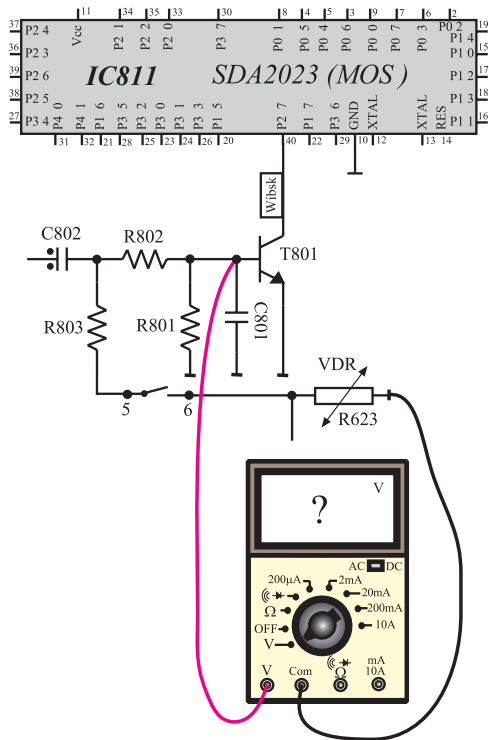 11 34 35 33 30 8 4 5 3 9 7 6 2
37 P2 4 Vcc P2 1 P2 2 P2 0 P3 7 P0 1 P0 5 P0 4 P0 6 P0 0 P0 7 P0 3 P0 2 P1 4 19
36 P2 3 P1 0 15
39 P2 6 IC811 SDA2023 (MOS) P1 2 17
38 P2 5 P1 3 18
27 P3 4 P4 0 P4 1 P1 6 P3 5 P3 2 P3 0 P3 1 P3 3 P1 5 P2 7 P1 7 P3 6 GND XTAL XTAL RES P1 1 16
31 32 21 28 25 23 24 26 20 40 22 29 10 12 13 14
Wibsk
C802
R802
T801
R803
R801
C801
VDR
5
6
R623
?
V
AC DC
200µA
2mA
20mA
200mA
10A
Ω
OFF
V
V
Com
Ω
mA
10A